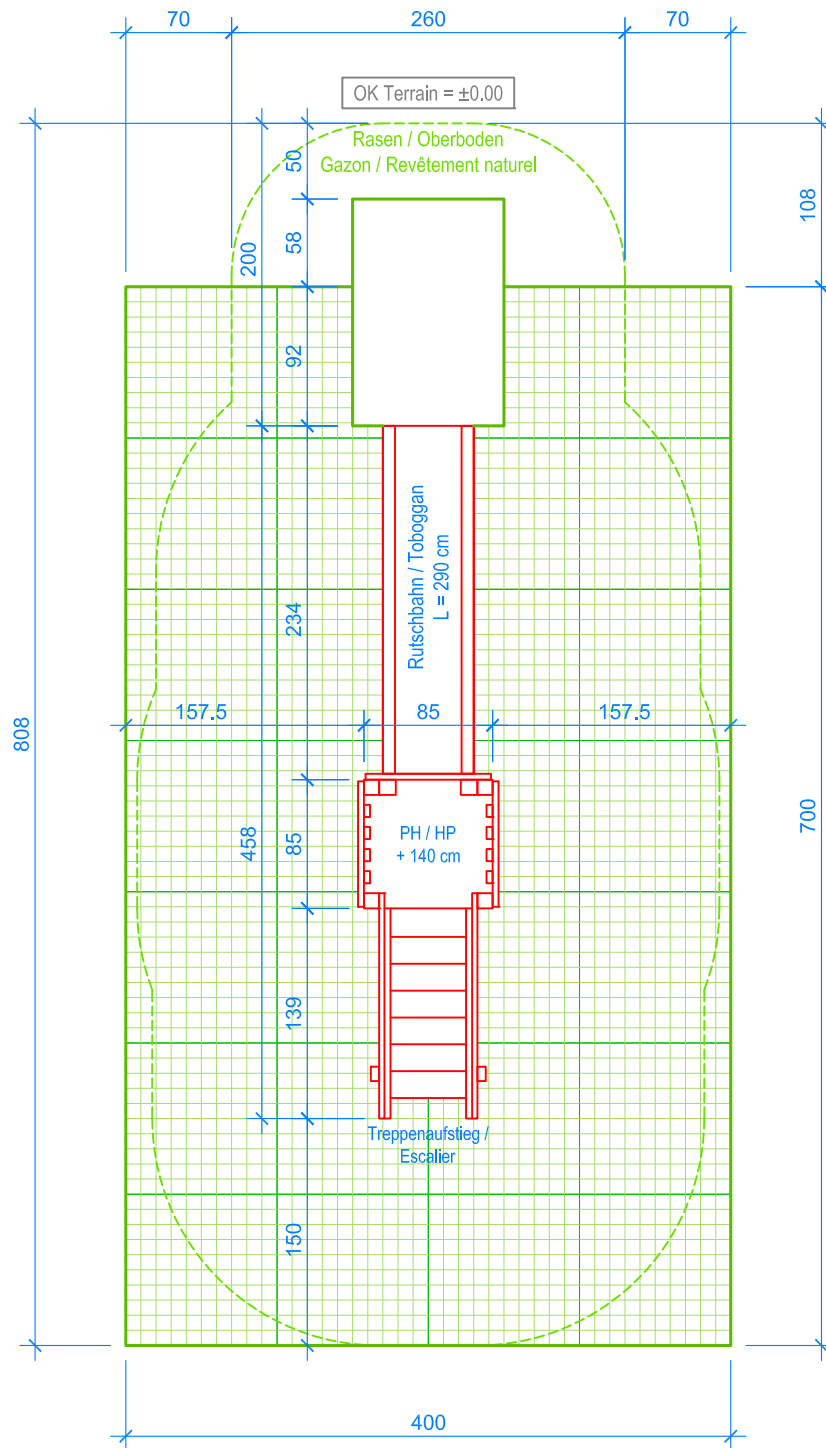 70
260
70
OK Terrain = ±0.00
Rasen / Oberboden
Gazon / Revêtement naturel
50
58
200
108
92
Rutschbahn / Toboggan
L = 290 cm
234
157.5
85
157.5
808
700
458
85
PH / HP
+ 140 cm
139
Treppenaufstieg /
Escalier
150
400